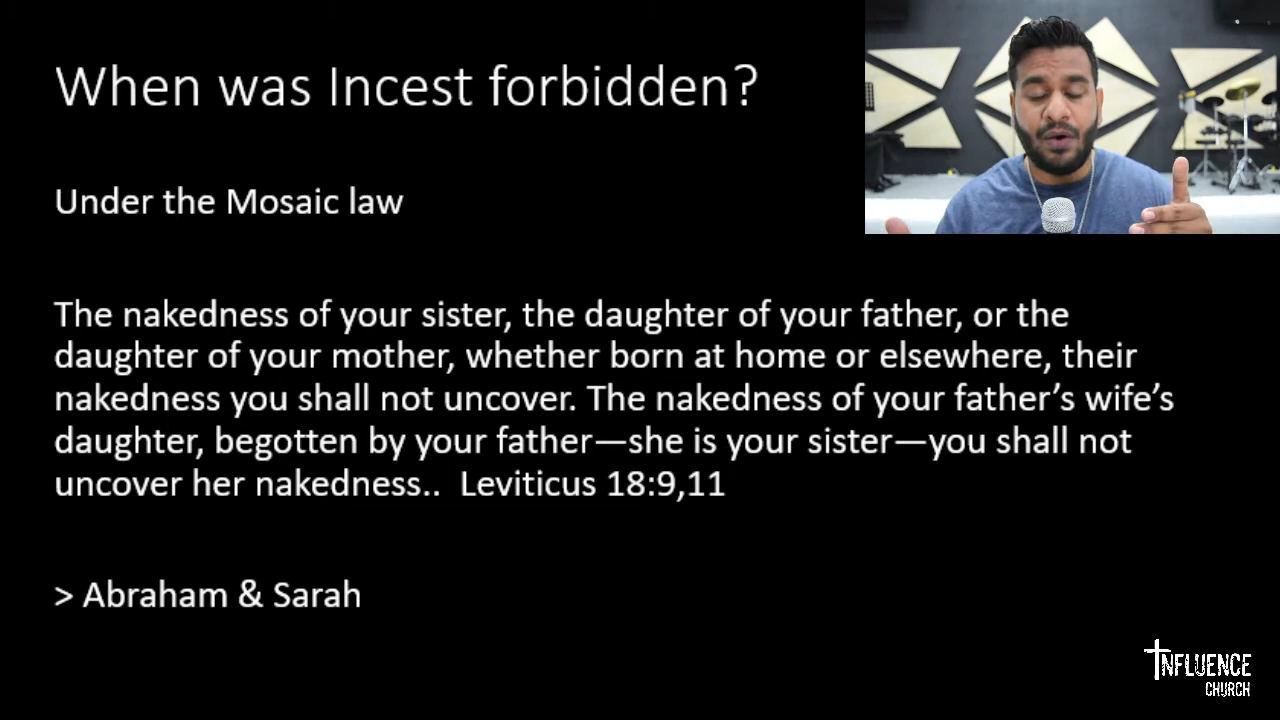 When was Incest forbidden?
Under the Mosaic law
The nakedness of your sister, the daughter of your father, or the
daughter of your mother, whether born at home or elsewhere, their
nakedness you shall not uncover. The nakedness of your father’s wife’s
daughter, begotten by your father—she is your sister—you shall not
uncover her nakedness.. Leviticus 18:9,11
> Abraham & Sarah
INFLUENCE
CHURCH